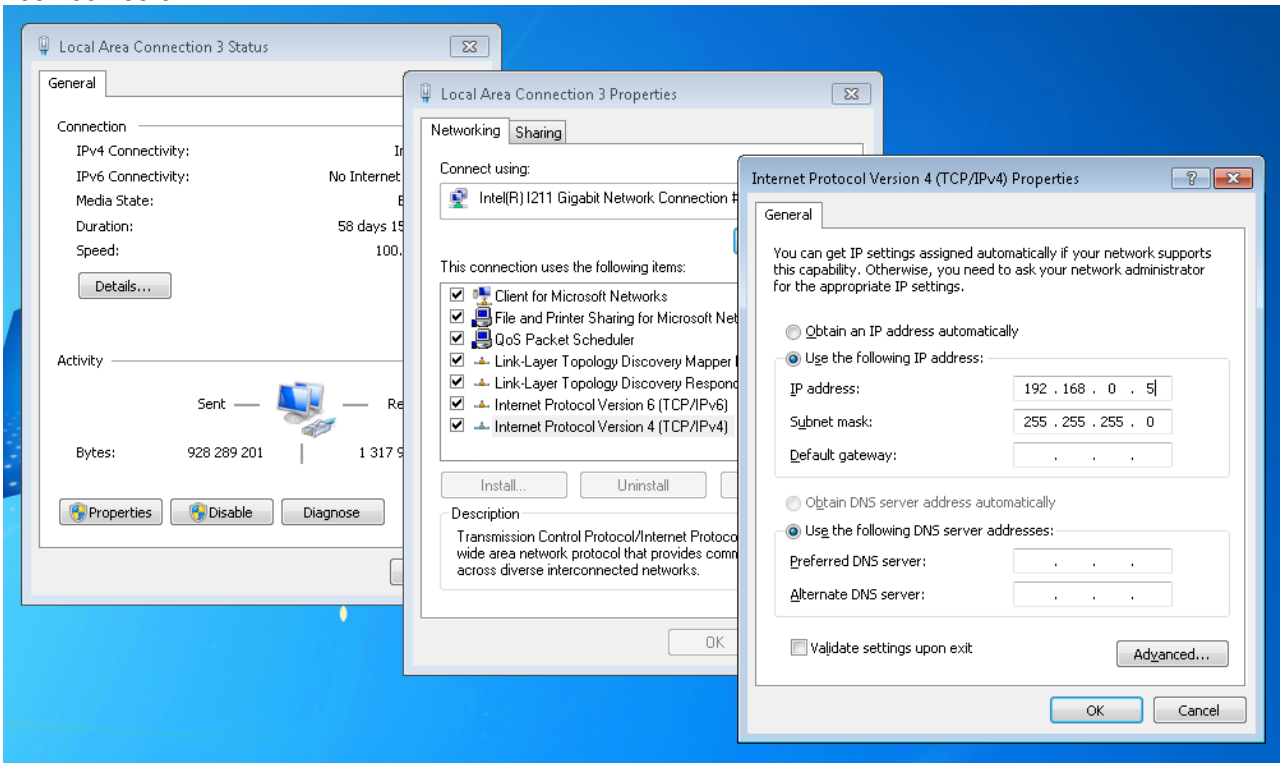 Local Area Connection 3 Status
General
Connection
IPv4 Connectivity:
IPv6 Connectivity: No Internet
Media State:
Duration: 58 days 15
Speed: 100.
Details...
Activity
Sent
Bytes: 928 289 201 1 317 9
Properties Disable Diagnose
Local Area Connection 3 Properties
Networking Sharing
Connect using:
Intel(R) I211 Gigabit Network Connection #
This connection uses the following items:
Client for Microsoft Networks
File and Printer Sharing for Microsoft Net
QoS Packet Scheduler
Link-Layer Topology Discovery Mapper
Link-Layer Topology Discovery Respond
Internet Protocol Version 6 (TCP/IPv6)
Internet Protocol Version 4 (TCP/IPv4)
Install... Uninstall
Description
Transmission Control Protocol/Internet Protoco
wide area network protocol that provides comm
across diverse interconnected networks.
OK
Internet Protocol Version 4 (TCP/IPv4) Properties
General
You can get IP settings assigned automatically if your network supports
this capability. Otherwise, you need to ask your network administrator
for the appropriate IP settings.
Obtain an IP address automatically
Use the following IP address:
IP address: 192 . 168 . 0 . 5
Subnet mask: 255 . 255 . 255 . 0
Default gateway: . . .
Obtain DNS server address automatically
Use the following DNS server addresses:
Preferred DNS server: . . .
Alternate DNS server: . . .
Validate settings upon exit
Advanced...
OK Cancel